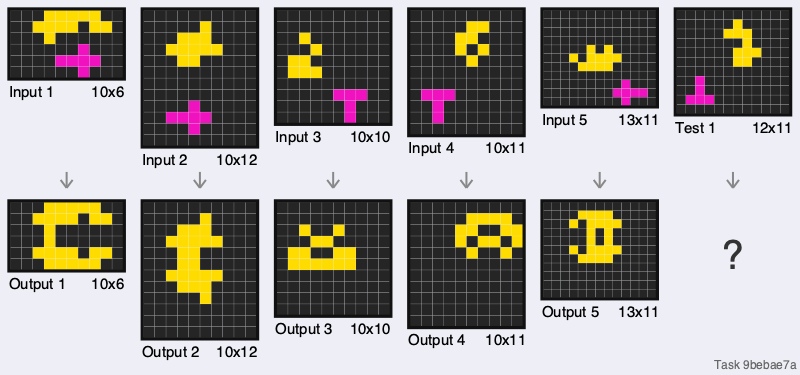 Input 1 10x6
Input 2 10x12
Input 3 10x10
Input 4 10x11
Input 5 13x11
Test 1 12x11
Output 1 10x6
Output 2 10x12
Output 3 10x10
Output 4 10x11
Output 5 13x11
?
Task 9bebae7a